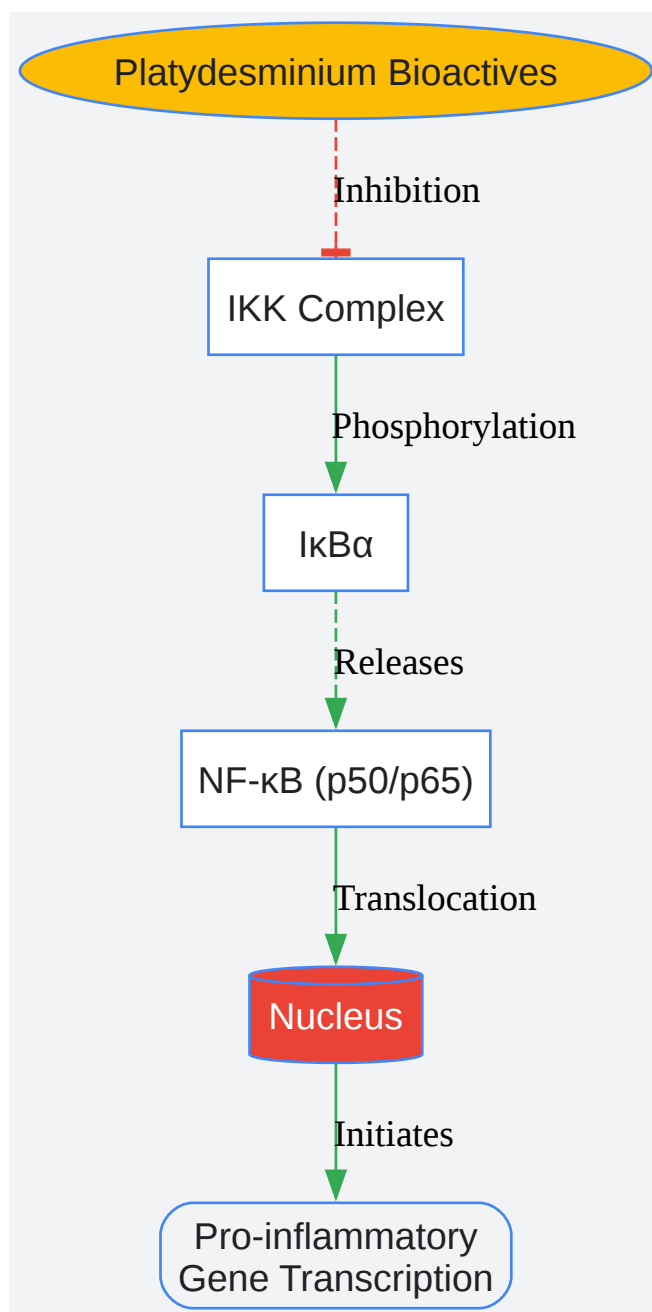 Platydesminium Bioactives
Inhibition
IKK Complex
Phosphorylation
IκBα
Releases
NF-κB (p50/p65)
Translocation
Nucleus
Initiates
Pro-inflammatory
Gene Transcription